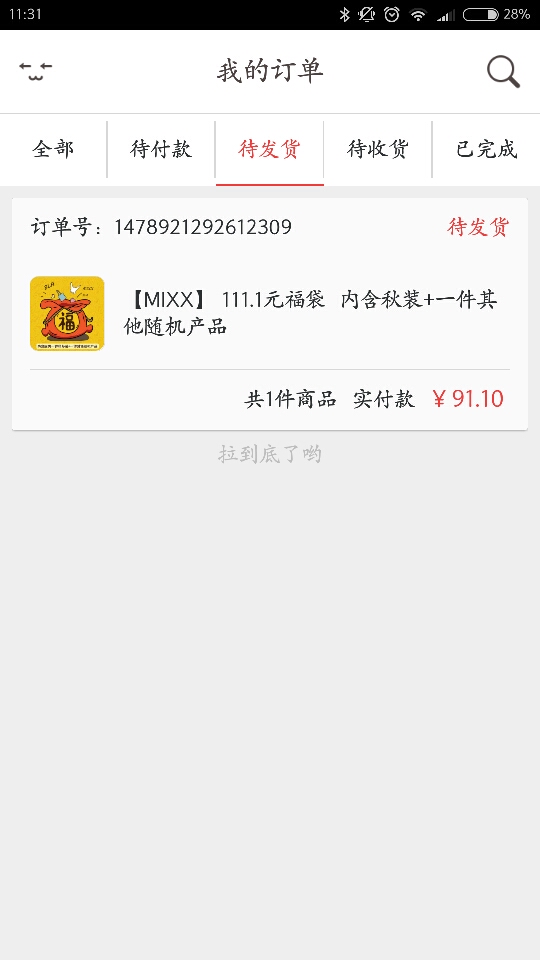 11:31
28%
我的订单
全部
待付款
待发货
待收货
已完成
订单号：1478921292612309
待发货
福
【MIXX】 111.1元福袋 内含秋装+一件其
他随机产品
共1件商品 实付款 ￥91.10
拉到底了哟